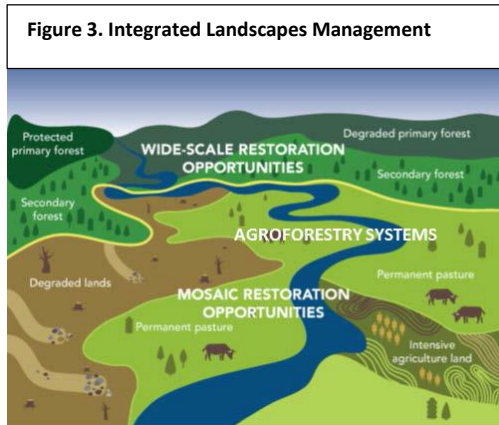 Figure 3. Integrated Landscapes Management
Protected
primary forest
Degraded primary forest
WIDE-SCALE RESTORATION
OPPORTUNITIES
Secondary forest
Secondary
forest
AGROFORESTRY SYSTEMS
Degraded lands
Permanent pasture
MOSAIC RESTORATION
OPPORTUNITIES
Permanent pasture
Intensive
agriculture land